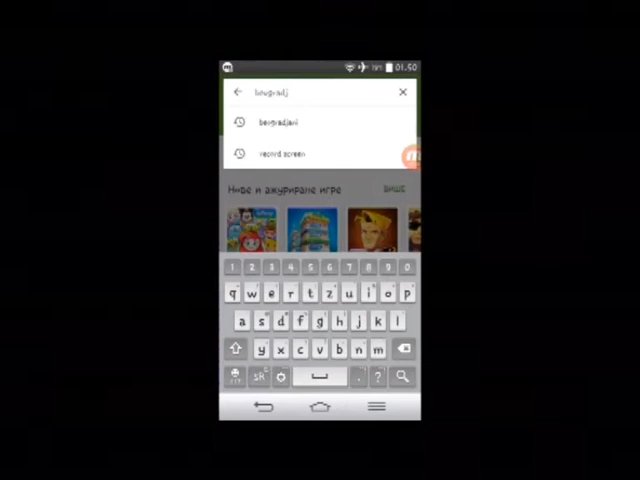 01:50
beogradj
beogradjani
record screen
Нове и ажуриране игре
ВИШЕ
1 2 3 4 5 6 7 8 9 0
q w e r t z u i o p
a s d f g h j k l
y x c v b n m
sR . ?